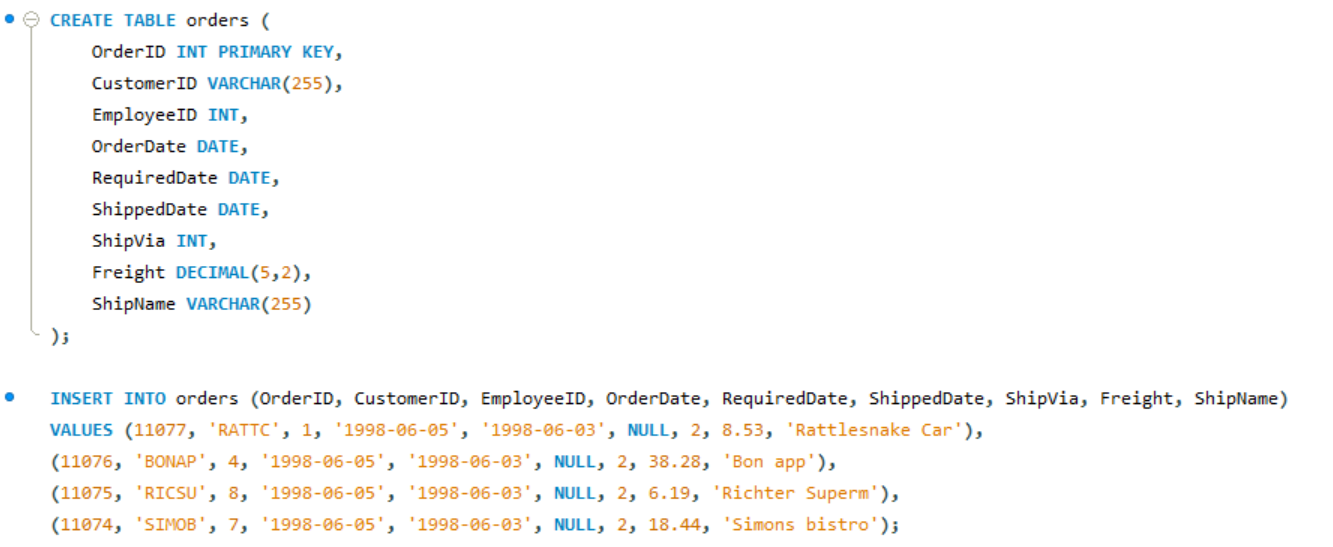 CREATE TABLE orders (
OrderID INT PRIMARY KEY,
CustomerID VARCHAR(255),
EmployeeID INT,
OrderDate DATE,
RequiredDate DATE,
ShippedDate DATE,
ShipVia INT,
Freight DECIMAL(5,2),
ShipName VARCHAR(255)
);
INSERT INTO orders (OrderID, CustomerID, EmployeeID, OrderDate, RequiredDate, ShippedDate, ShipVia, Freight, ShipName)
VALUES (11077, 'RATTC', 1, '1998-06-05', '1998-06-03', NULL, 2, 8.53, 'Rattlesnake Car'),
(11076, 'BONAP', 4, '1998-06-05', '1998-06-03', NULL, 2, 38.28, 'Bon app'),
(11075, 'RICSU', 8, '1998-06-05', '1998-06-03', NULL, 2, 6.19, 'Richter Superm'),
(11074, 'SIMOB', 7, '1998-06-05', '1998-06-03', NULL, 2, 18.44, 'Simons bistro');